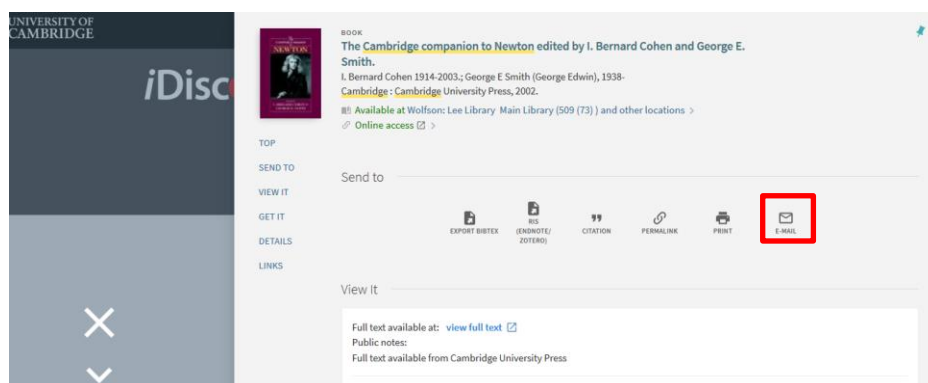 UNIVERSITY OF
CAMBRIDGE
iDisc
NEWTON
BOOK
The Cambridge companion to Newton edited by I. Bernard Cohen and George E.
Smith.
I. Bernard Cohen 1914-2003.; George E Smith (George Edwin), 1938-
Cambridge : Cambridge University Press, 2002.
Available at Wolfson: Lee Library Main Library (509 (73) ) and other locations >
Online access >
TOP
SEND TO
VIEW IT
GET IT
DETAILS
LINKS
Send to
EXPORT BIBTEX
RIS
(ENDNOTE/
ZOTERO)
CITATION
PERMALINK
PRINT
E-MAIL
View It
Full text available at: view full text
Public notes:
Full text available from Cambridge University Press